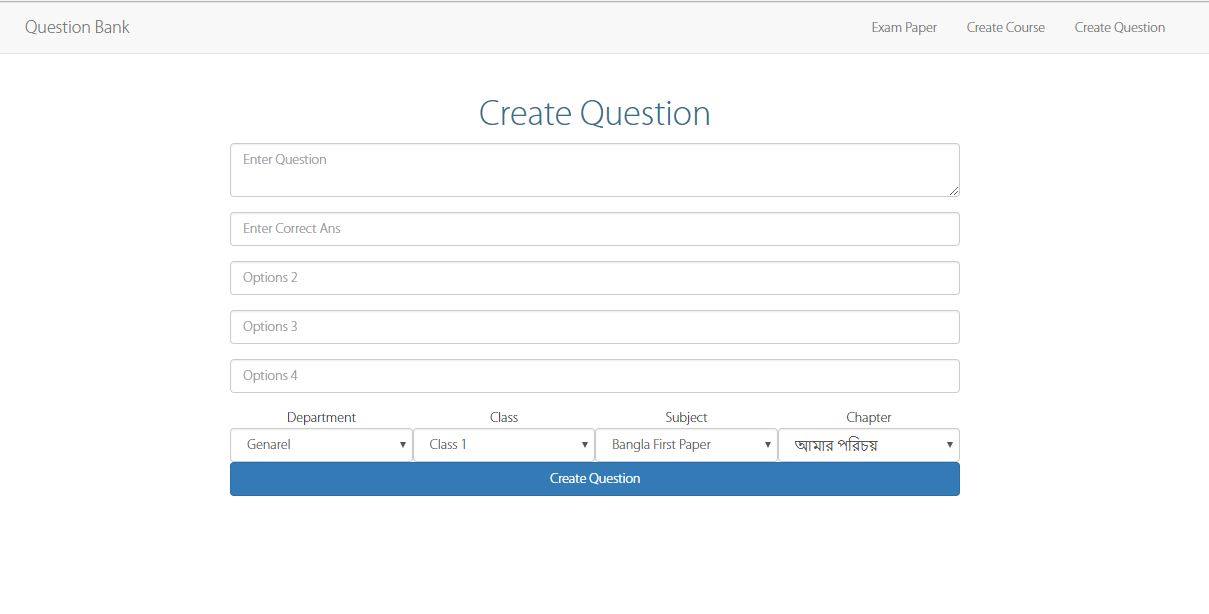 Question Bank Exam Paper Create Course Create Question
Create Question
Enter Question
Enter Correct Ans
Options 2
Options 3
Options 4
Department Class Subject Chapter
Genarel Class 1 Bangla First Paper আমার পরিচয়
Create Question